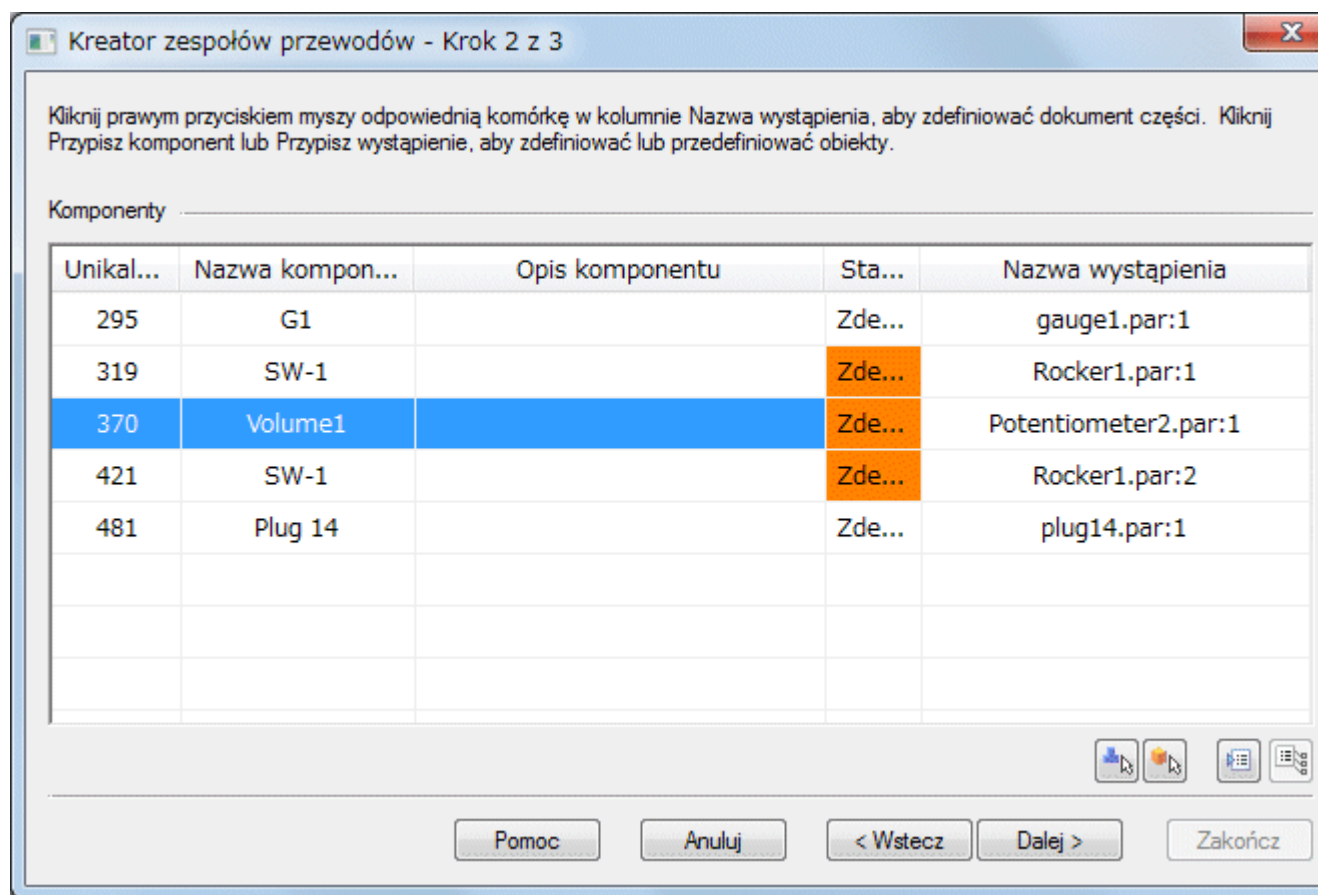 Kreator zespołów przewodów - Krok 2 z 3
Kliknij prawym przyciskiem myszy odpowiednią komórkę w kolumnie Nazwa wystąpienia, aby zdefiniować dokument części. Kliknij
Przypisz komponent lub Przypisz wystąpienie, aby zdefiniować lub przedefiniować obiekty.
Komponenty
Unikal... Nazwa kompon... Opis komponentu Sta... Nazwa wystąpienia
295 G1 Zde... gauge1.par:1
319 SW-1 Zde... Rocker1.par:1
370 Volume1 Zde... Potentiometer2.par:1
421 SW-1 Zde... Rocker1.par:2
481 Plug 14 Zde... plug14.par:1
Pomoc Anuluj < Wstecz Dalej > Zakończ